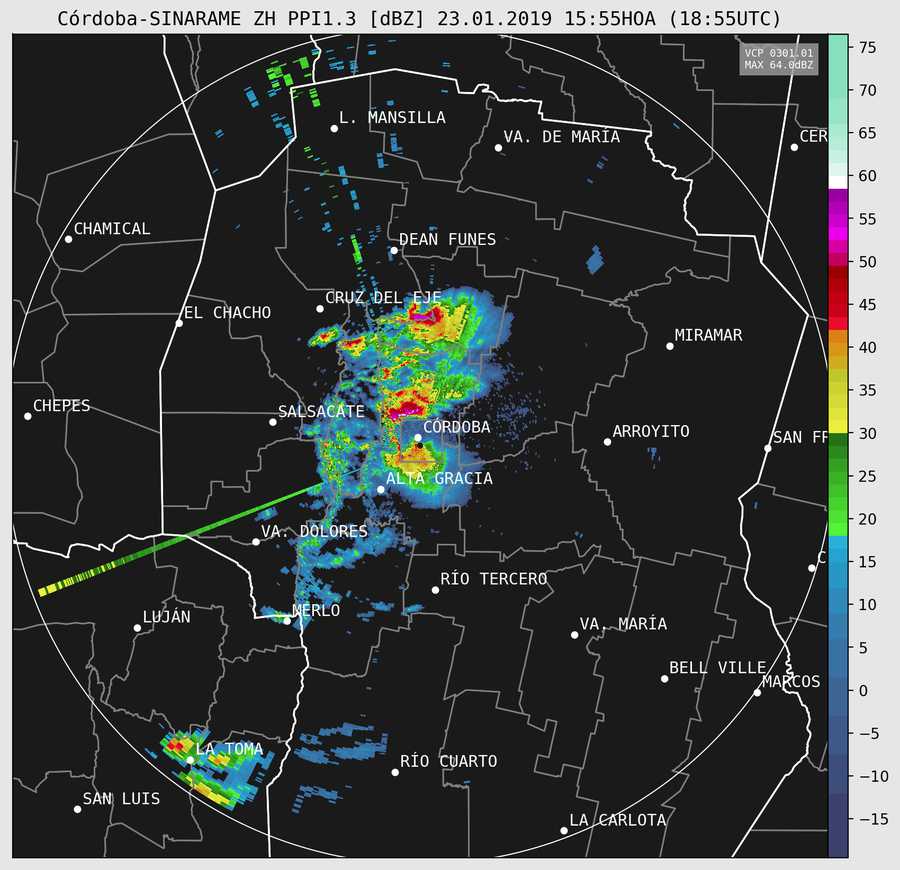 Córdoba-SINARAME ZH PPI1.3 [dBZ] 23.01.2019 15:55HOA (18:55UTC)
VCP 0301.01
MAX 64.0dBZ
75
70
65
60
55
50
45
40
35
30
25
20
15
10
5
0
−5
−10
−15
L. MANSILLA
VA. DE MARÍA
CER
CHAMICAL
DEAN FUNES
CRUZ DEL EJE
EL CHACHO
MIRAMAR
CHEPES
SALSACATE
CÓRDOBA
ARROYITO
SAN FR
ALTA GRACIA
VA. DOLORES
C
RÍO TERCERO
LUJÁN
MERLO
VA. MARÍA
BELL VILLE
MARCOS
LA TOMA
RÍO CUARTO
SAN LUIS
LA CARLOTA